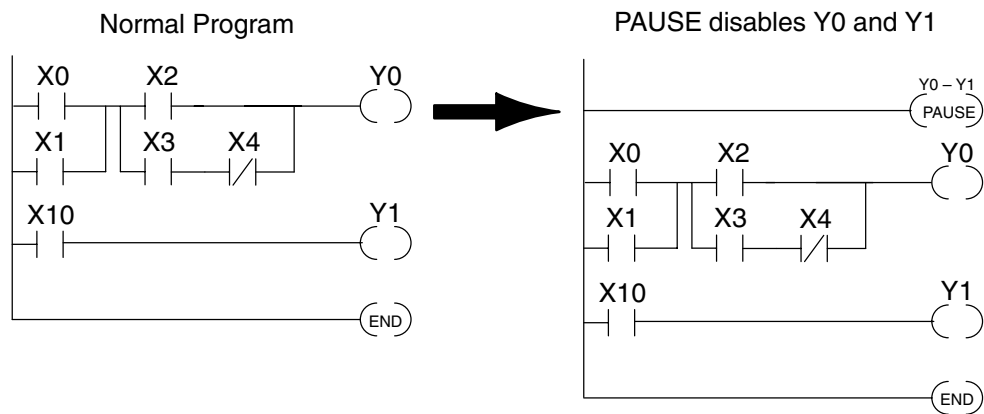 Normal Program
X0 X2 Y0
X1 X3 X4
X10 Y1
END
PAUSE disables Y0 and Y1
Y0 – Y1
PAUSE
X0 X2 Y0
X1 X3 X4
X10 Y1
END